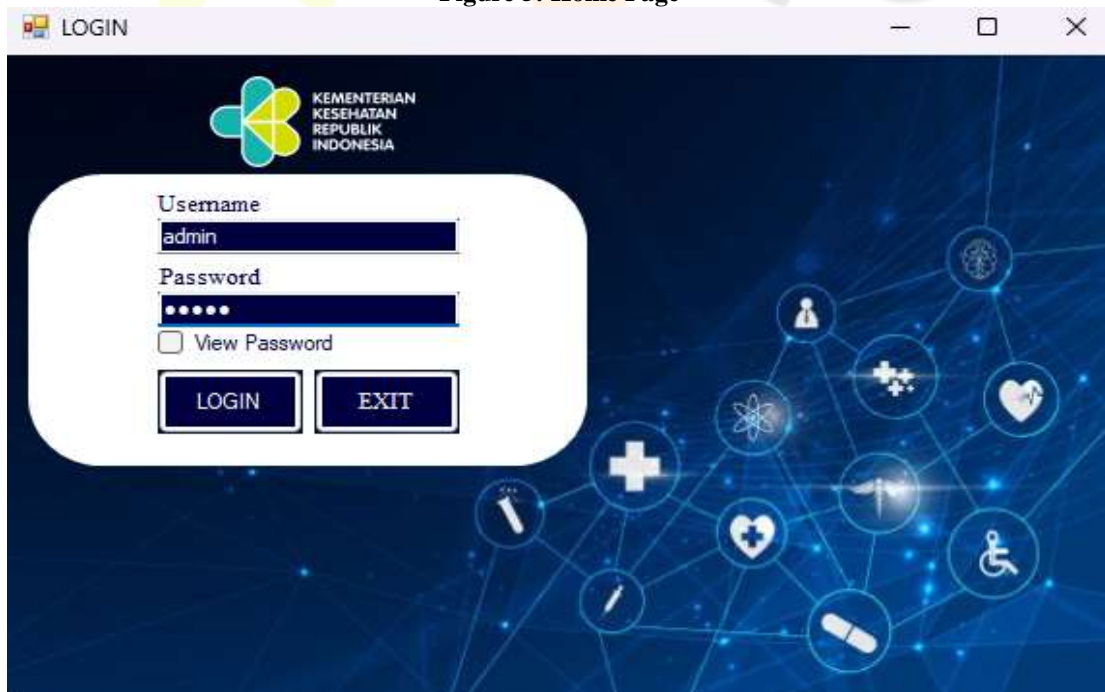 LOGIN
KEMENTERIAN
KESEHATAN
REPUBLIK
INDONESIA
Username
admin
Password
•••••
View Password
LOGIN EXIT